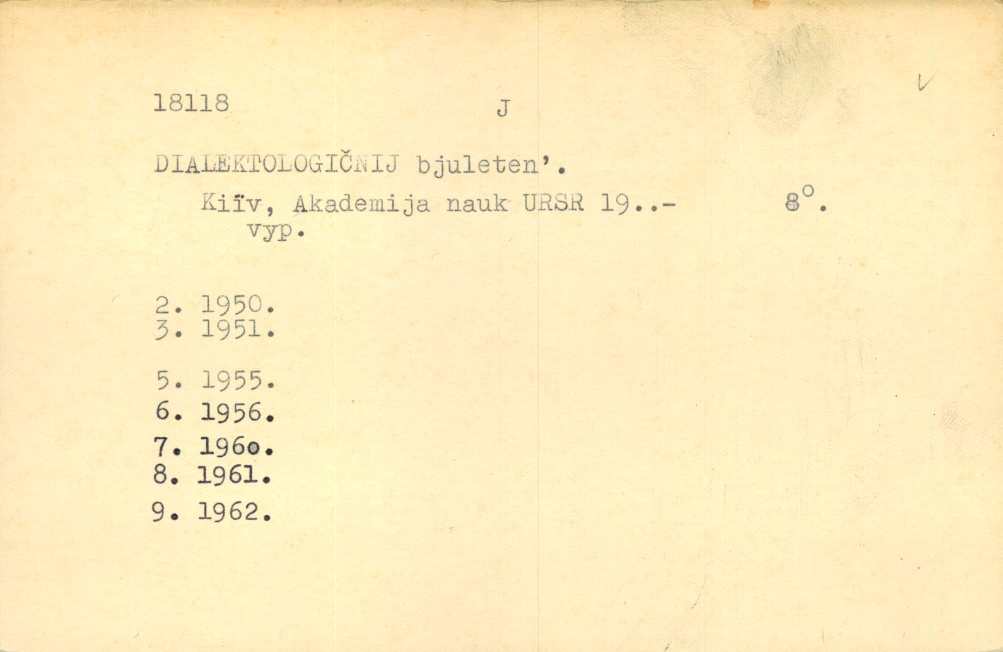 18118 J
DIALEKTOLOGIČNIJ bjuleten’.
Kiïv, Akademija nauk URSR 19..- 8°.
vyp.
2. 1950.
3. 1951.
5. 1955.
6. 1956.
7. 1960.
8. 1961.
9. 1962.